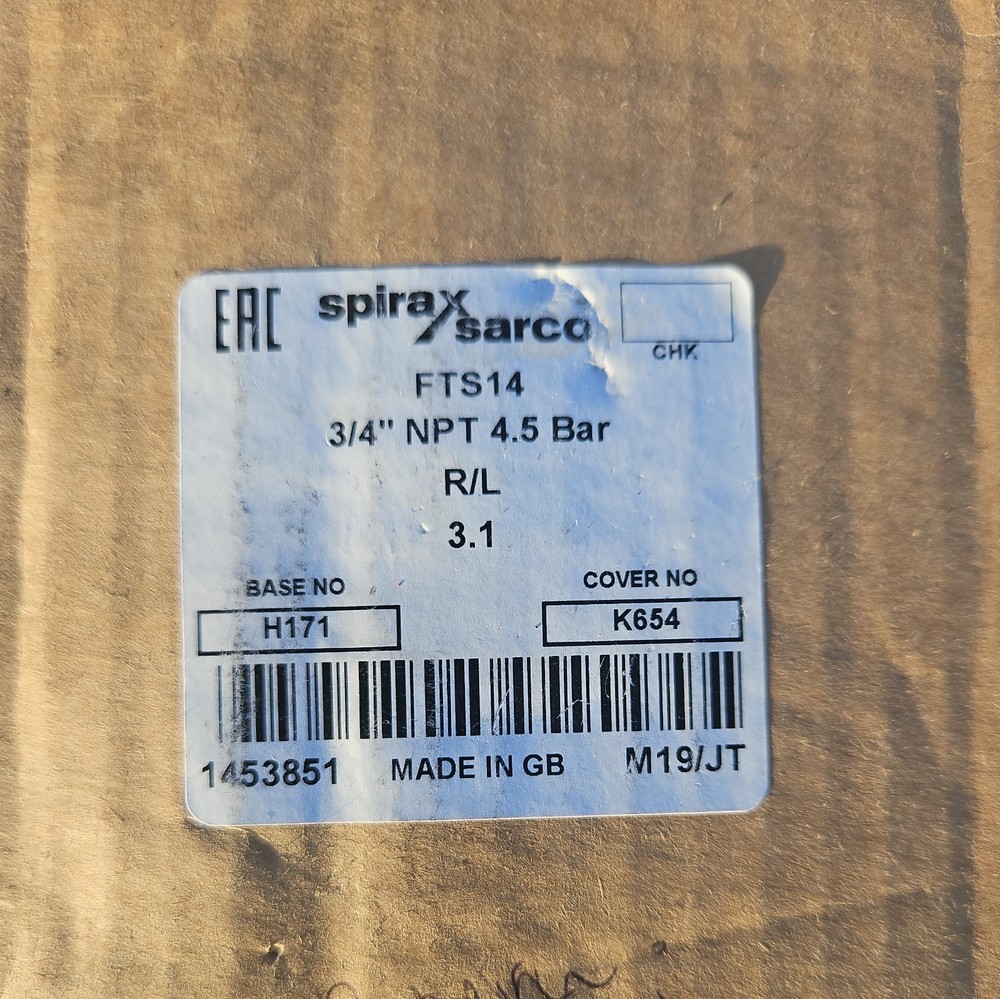 EAC
spirax
sarco
CHK
FTS14
3/4" NPT 4.5 Bar
R/L
3.1
BASE NO
COVER NO
H171
K654
1453851 MADE IN GB M19/JT